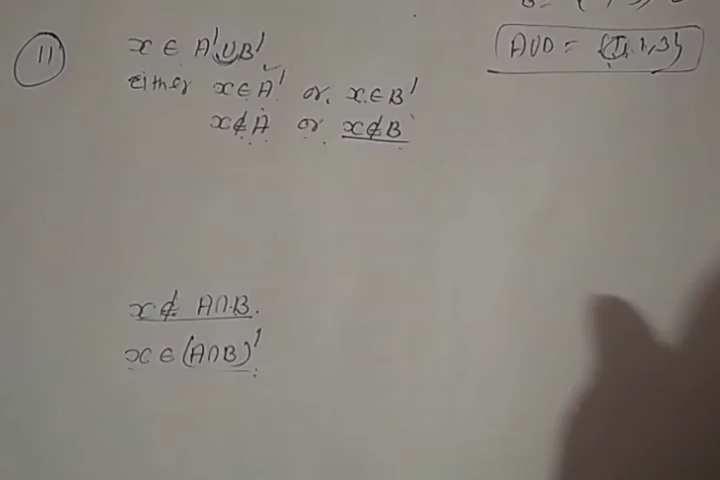 11
x ∈ A'∪B'
either x∈A' or x∈B'
x∉A or x∉B
x∉ A∩B.
x∈(A∩B)'